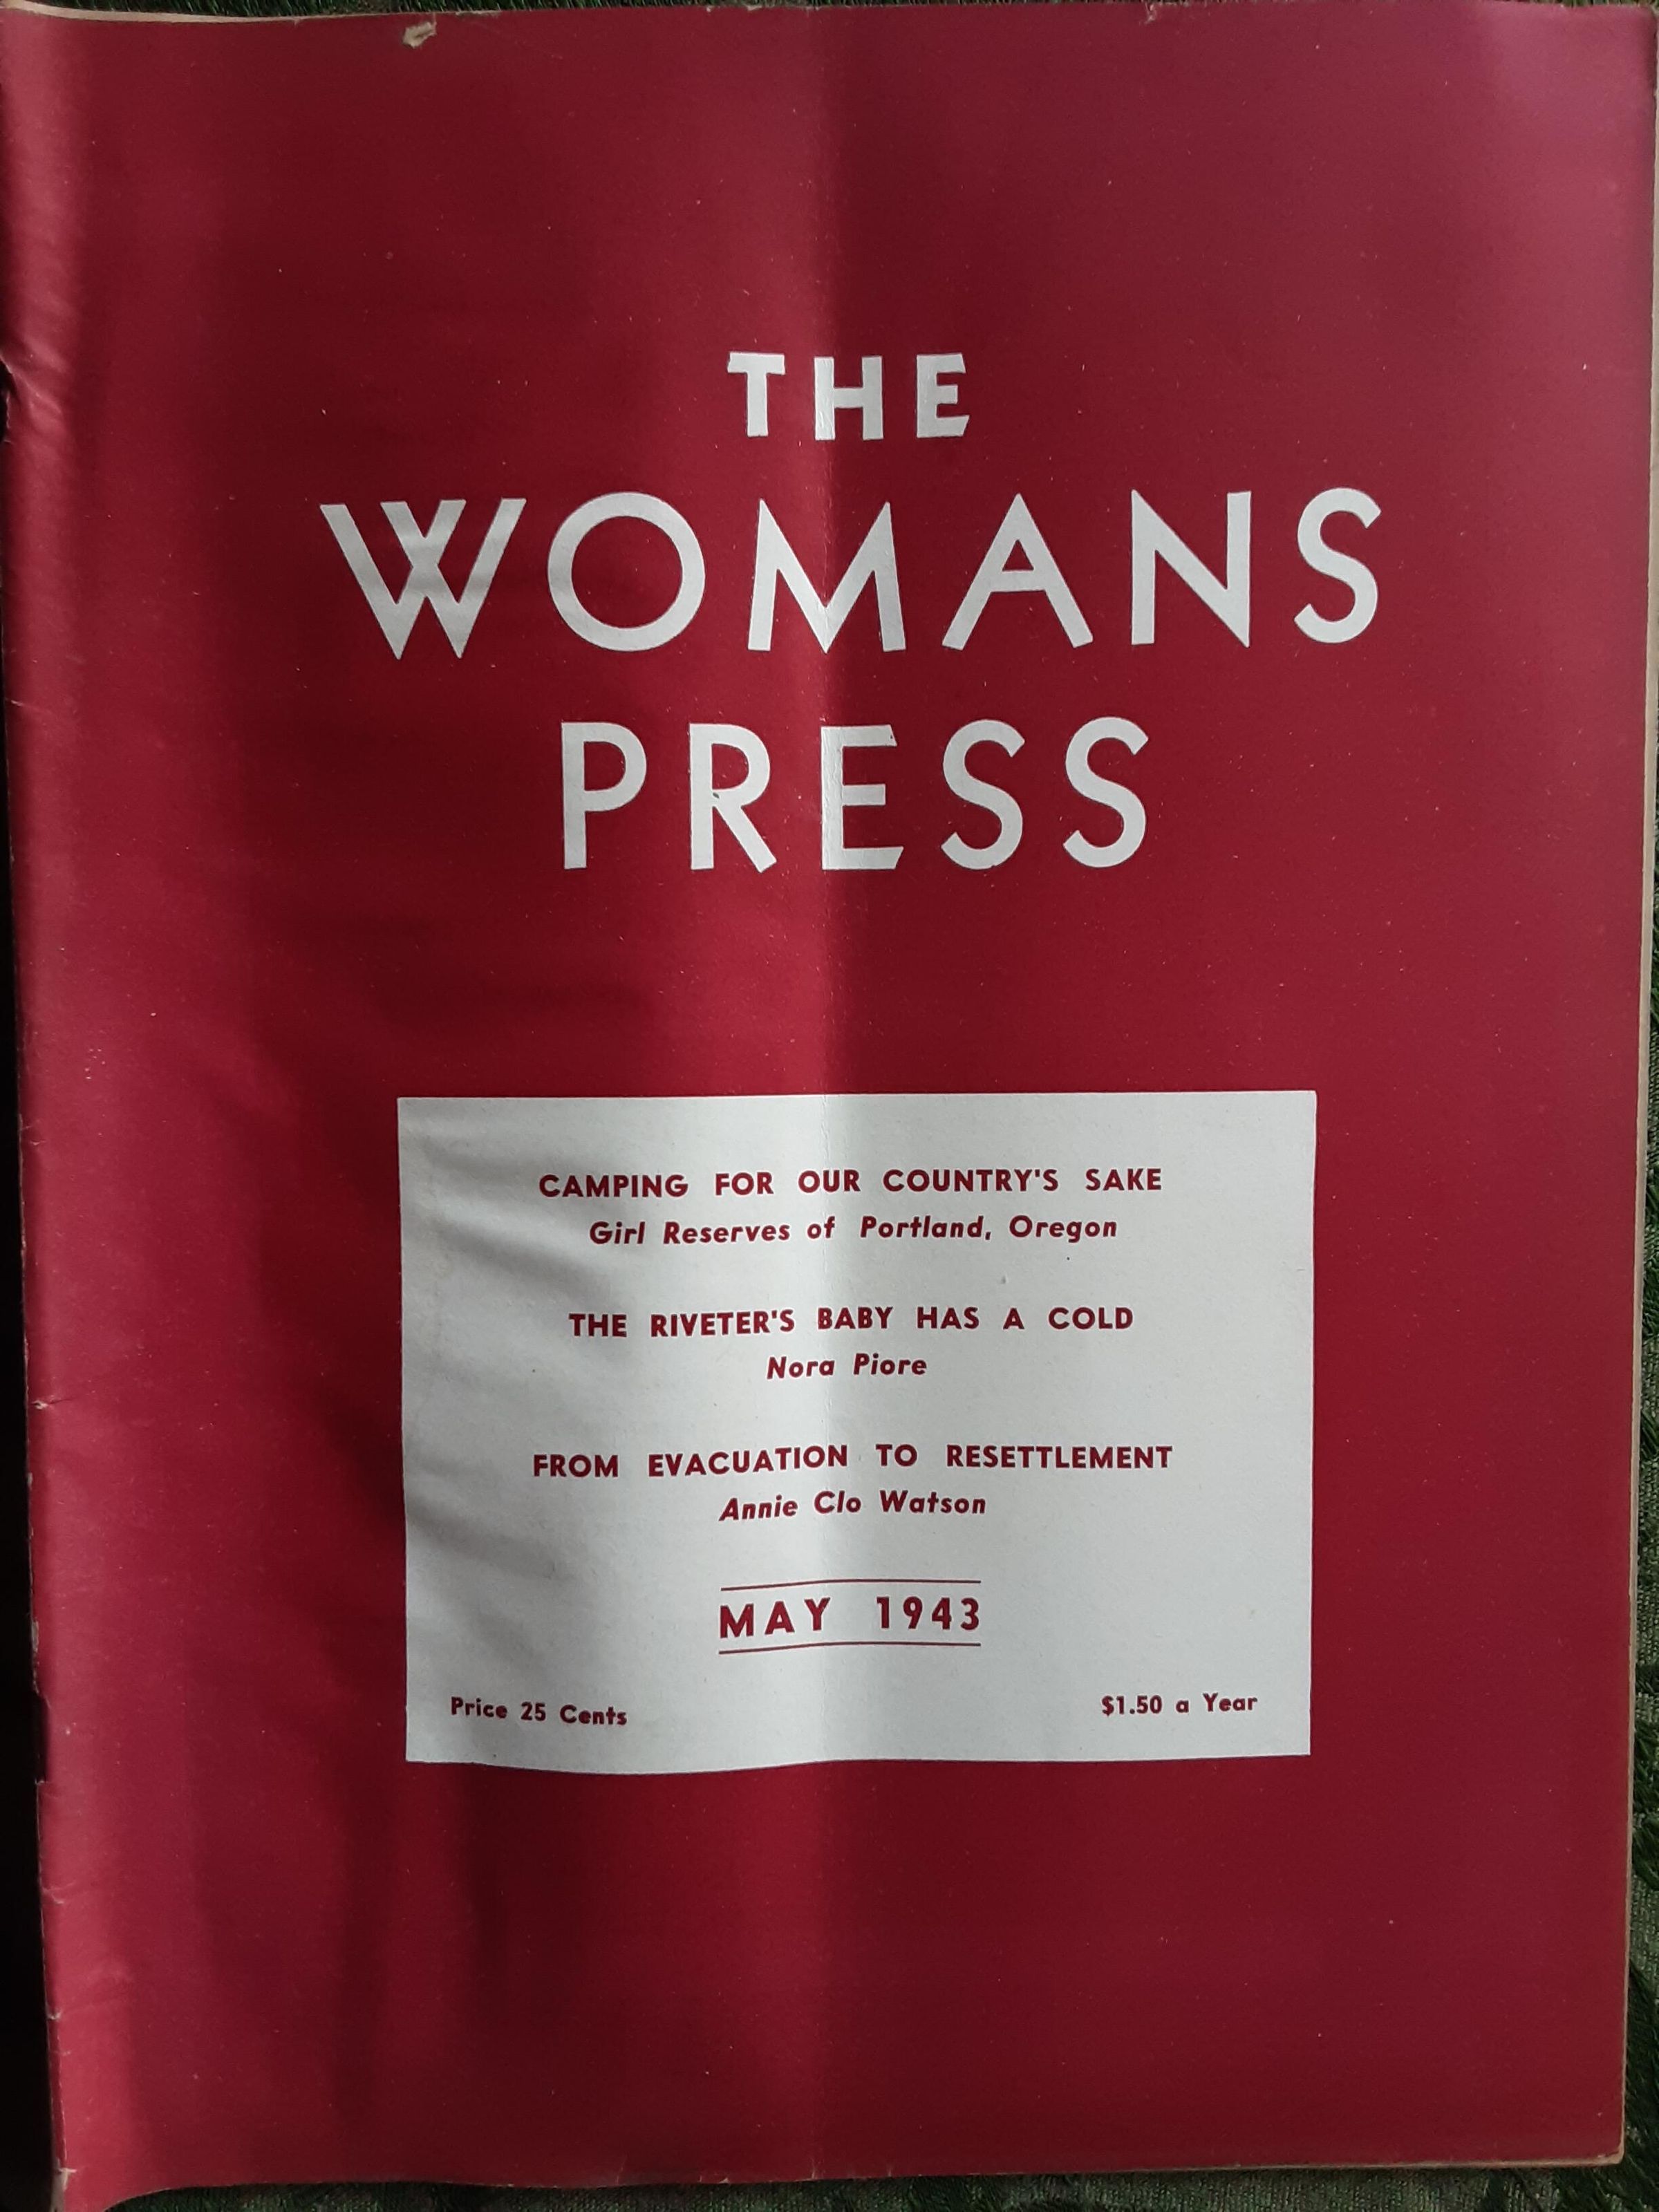 THE
WOMANS
PRESS
CAMPING FOR OUR COUNTRY'S SAKE
Girl Reserves of Portland, Oregon
THE RIVETER'S BABY HAS A COLD
Nora Piore
FROM EVACUATION TO RESETTLEMENT
Annie Clo Watson
MAY 1943
Price 25 Cents $1.50 a Year